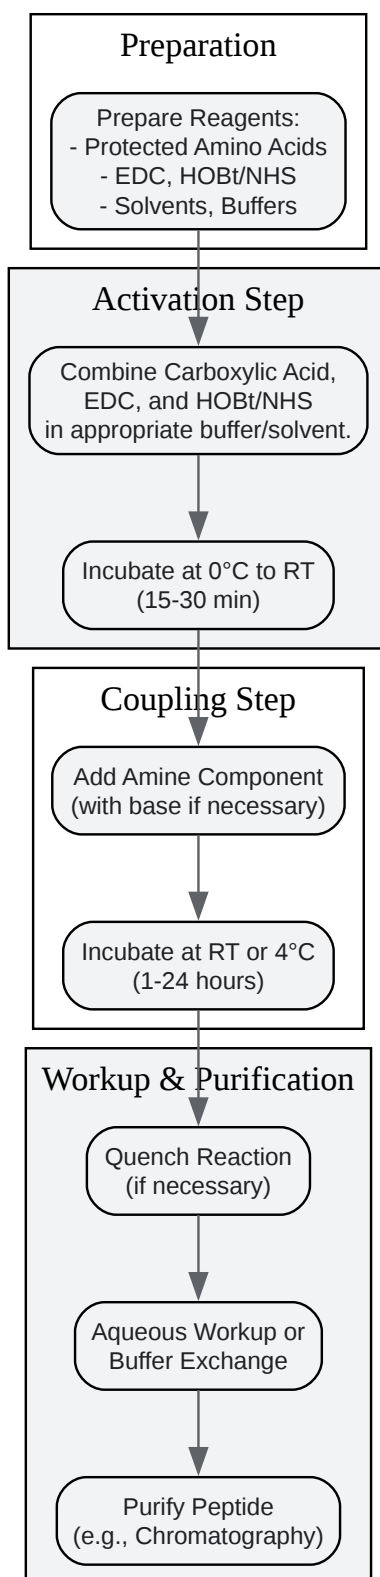 Preparation
Prepare Reagents:
- Protected Amino Acids
- EDC, HOBt/NHS
- Solvents, Buffers
Activation Step
Combine Carboxylic Acid,
EDC, and HOBt/NHS
in appropriate buffer/solvent.
Incubate at 0°C to RT
(15-30 min)
Coupling Step
Add Amine Component
(with base if necessary)
Incubate at RT or 4°C
(1-24 hours)
Workup & Purification
Quench Reaction
(if necessary)
Aqueous Workup or
Buffer Exchange
Purify Peptide
(e.g., Chromatography)